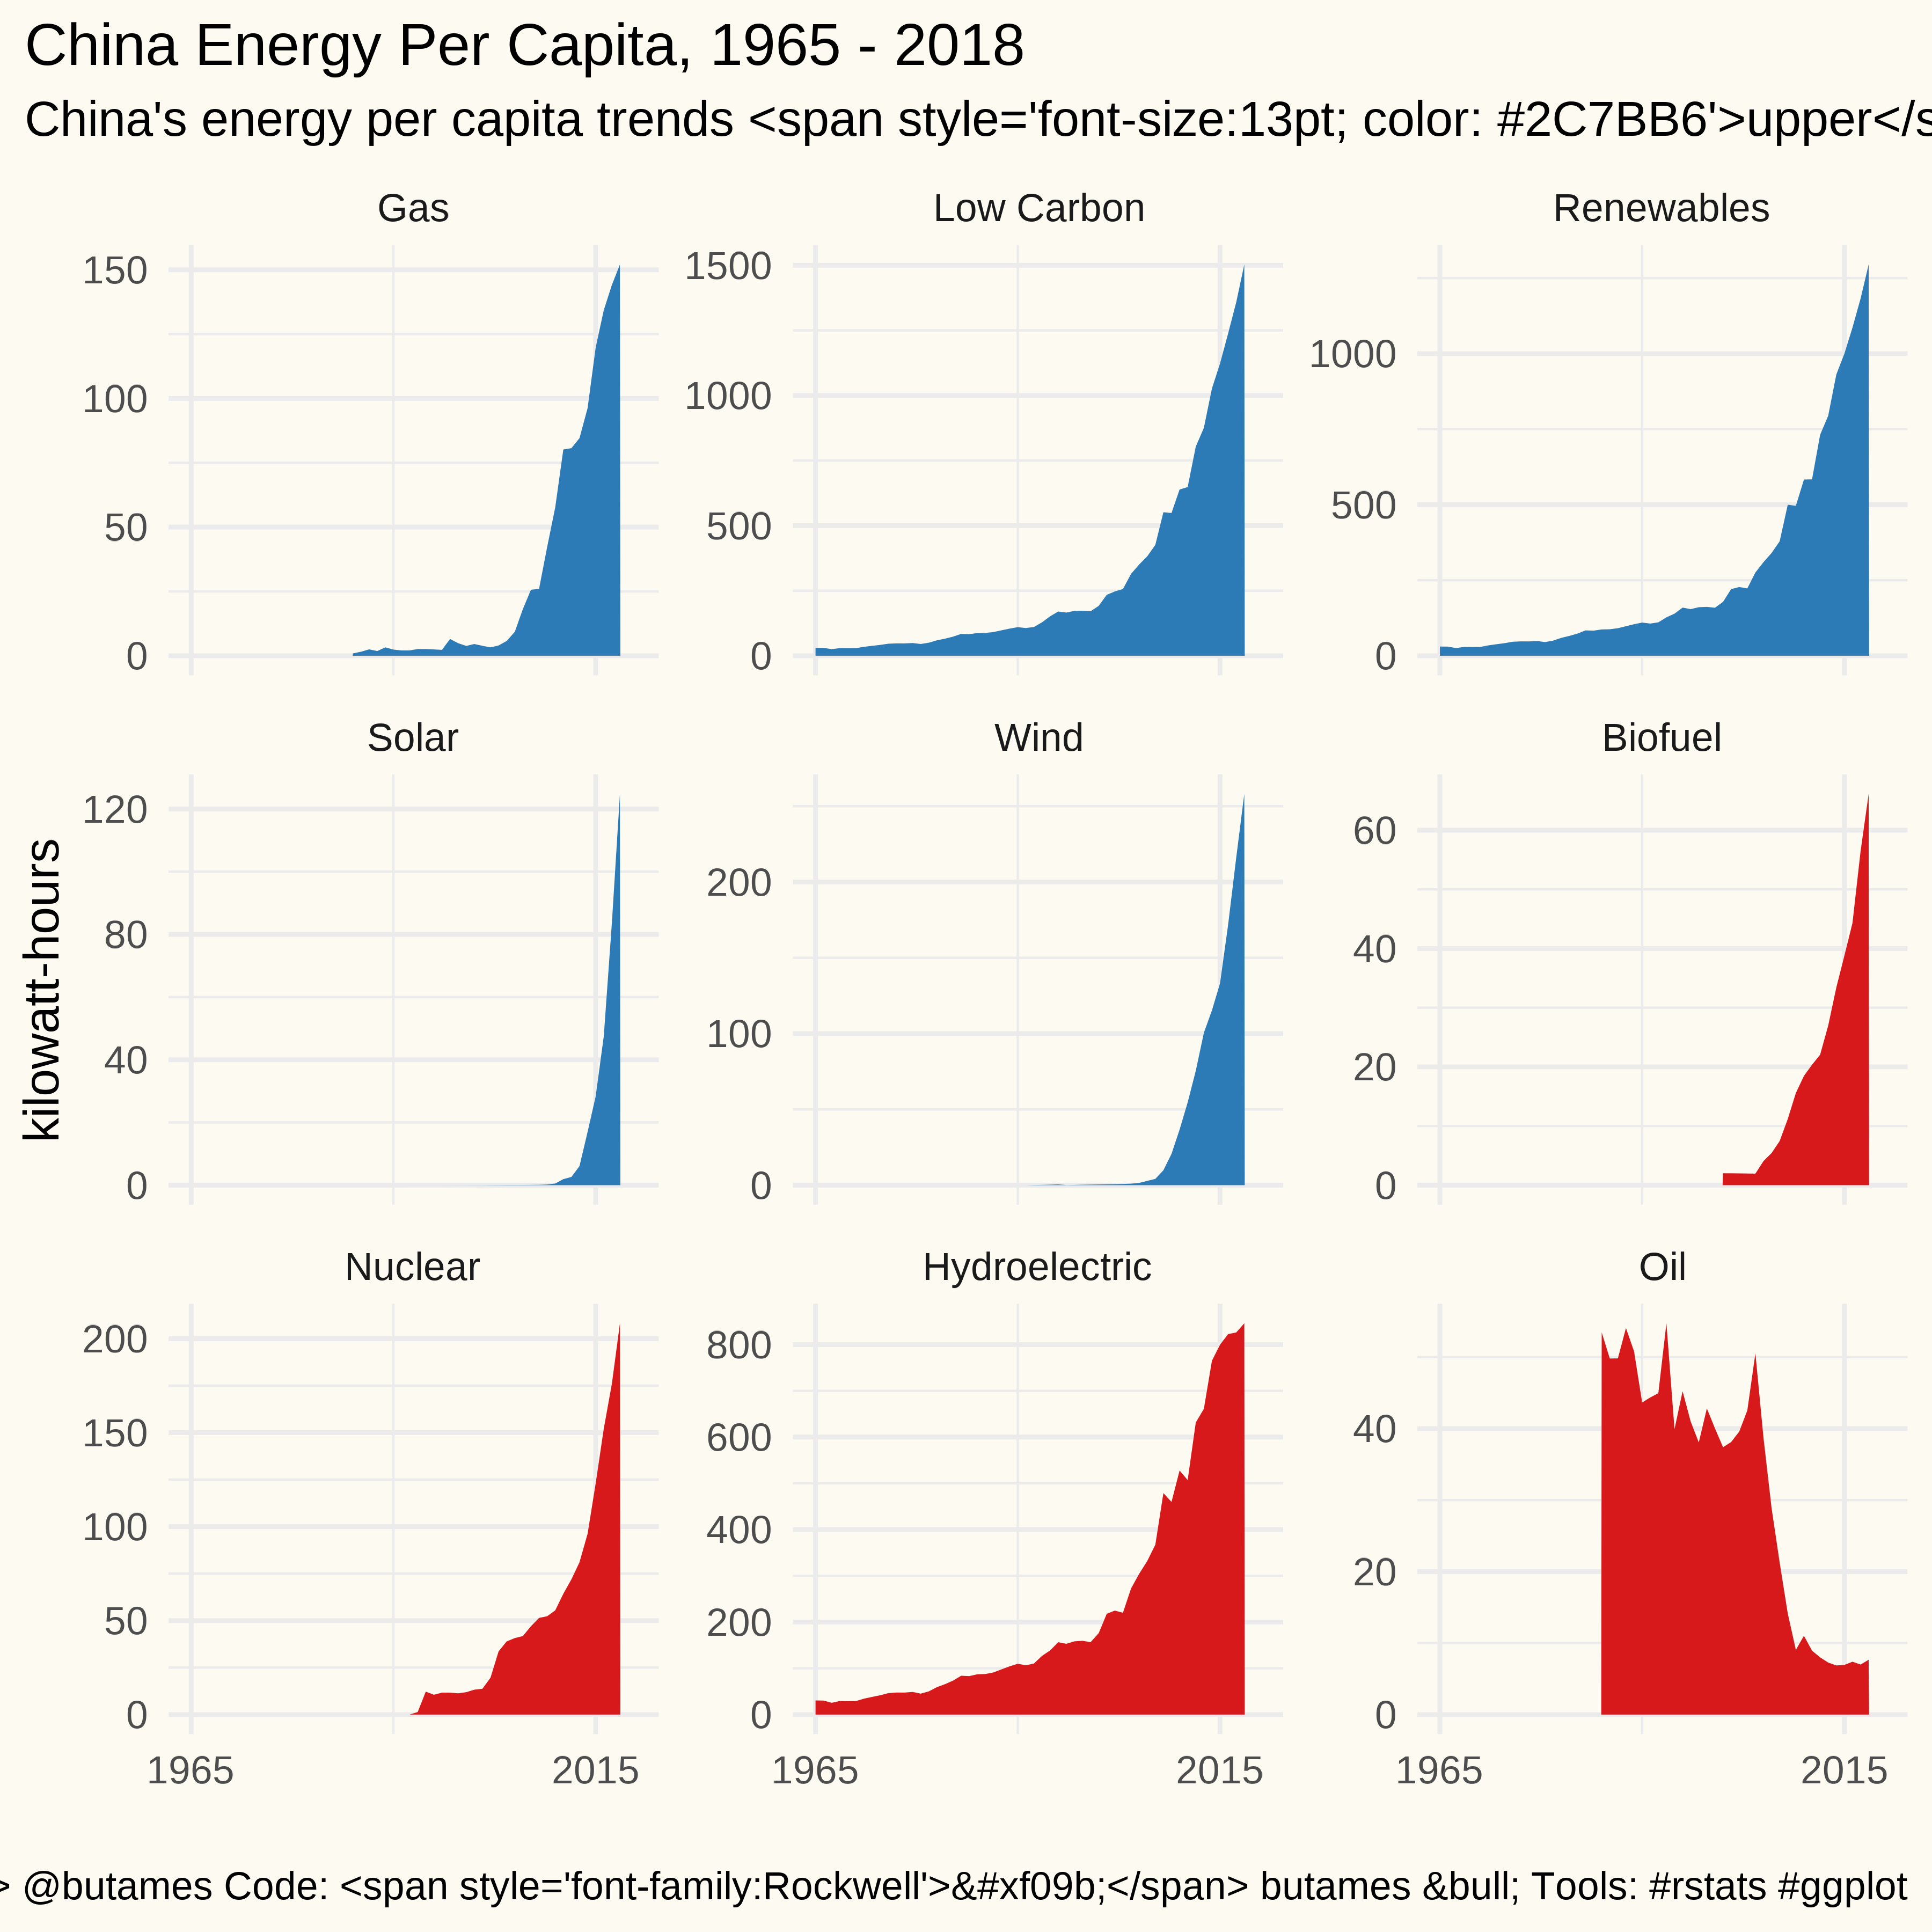 China Energy Per Capita, 1965 - 2018
China's energy per capita trends <span style='font-size:13pt; color: #2C7BB6'>upper</s
Gas
Low Carbon
Renewables
150
100
50
0
1500
1000
500
0
1000
500
0
Solar
Wind
Biofuel
kilowatt-hours
120
80
40
0
200
100
0
60
40
20
0
Nuclear
Hydroelectric
Oil
200
150
100
50
0
800
600
400
200
0
40
20
0
1965 2015 1965 2015 1965 2015
> @butames Code: <span style='font-family:Rockwell'>&#xf09b;</span> butames &bull; Tools: #rstats #ggplot